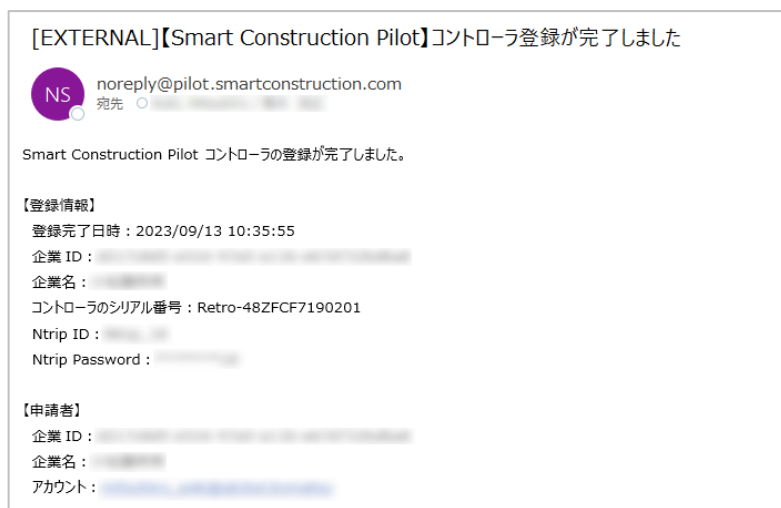 [EXTERNAL]【Smart Construction Pilot】コントローラ登録が完了しました
NS
noreply@pilot.smartconstruction.com
宛先
Smart Construction Pilot コントローラの登録が完了しました。
【登録情報】
登録完了日時：2023/09/13 10:35:55
企業 ID：
企業名：
コントローラのシリアル番号：Retro-48ZFCF7190201
Ntrip ID：
Ntrip Password：
【申請者】
企業 ID：
企業名：
アカウント：